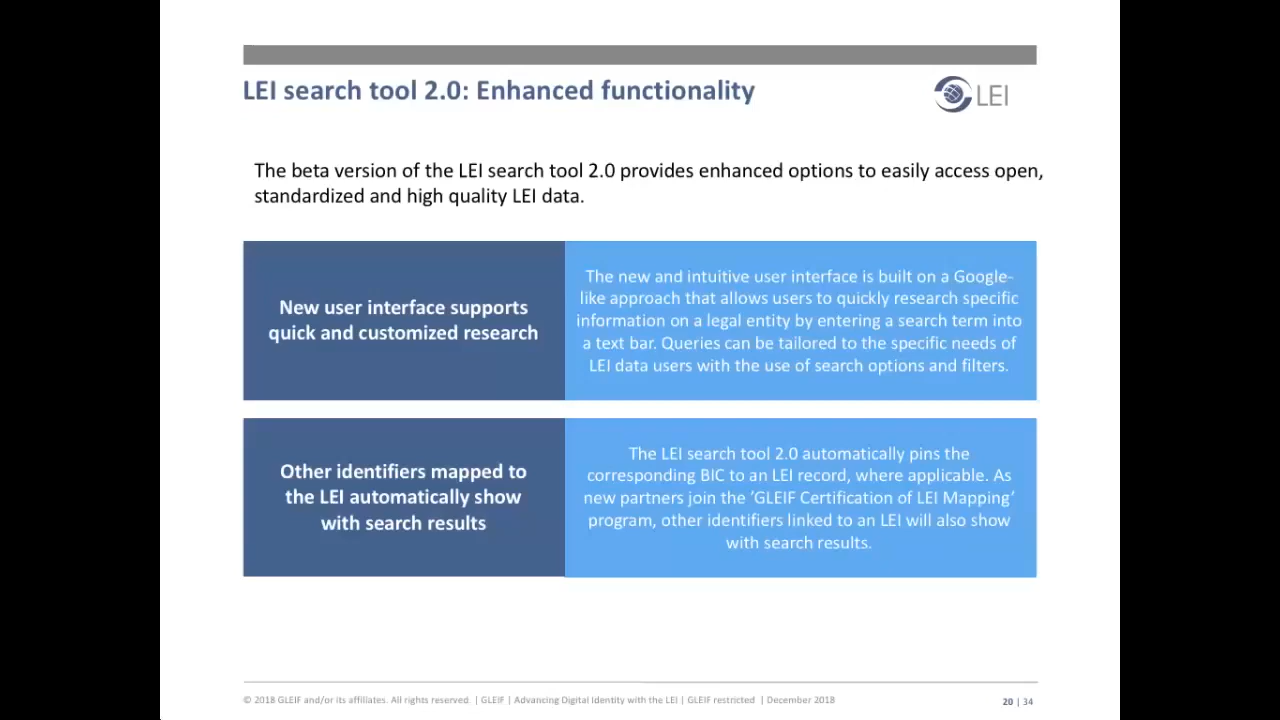 LEI search tool 2.0: Enhanced functionality
LEI
The beta version of the LEI search tool 2.0 provides enhanced options to easily access open,
standardized and high quality LEI data.
New user interface supports
quick and customized research
The new and intuitive user interface is built on a Google-
like approach that allows users to quickly research specific
information on a legal entity by entering a search term into
a text bar. Queries can be tailored to the specific needs of
LEI data users with the use of search options and filters.
Other identifiers mapped to
the LEI automatically show
with search results
The LEI search tool 2.0 automatically pins the
corresponding BIC to an LEI record, where applicable. As
new partners join the ‘GLEIF Certification of LEI Mapping’
program, other identifiers linked to an LEI will also show
with search results.
© 2018 GLEIF and/or its affiliates. All rights reserved. | GLEIF | Advancing Digital Identity with the LEI | GLEIF restricted | December 2018
20 | 34